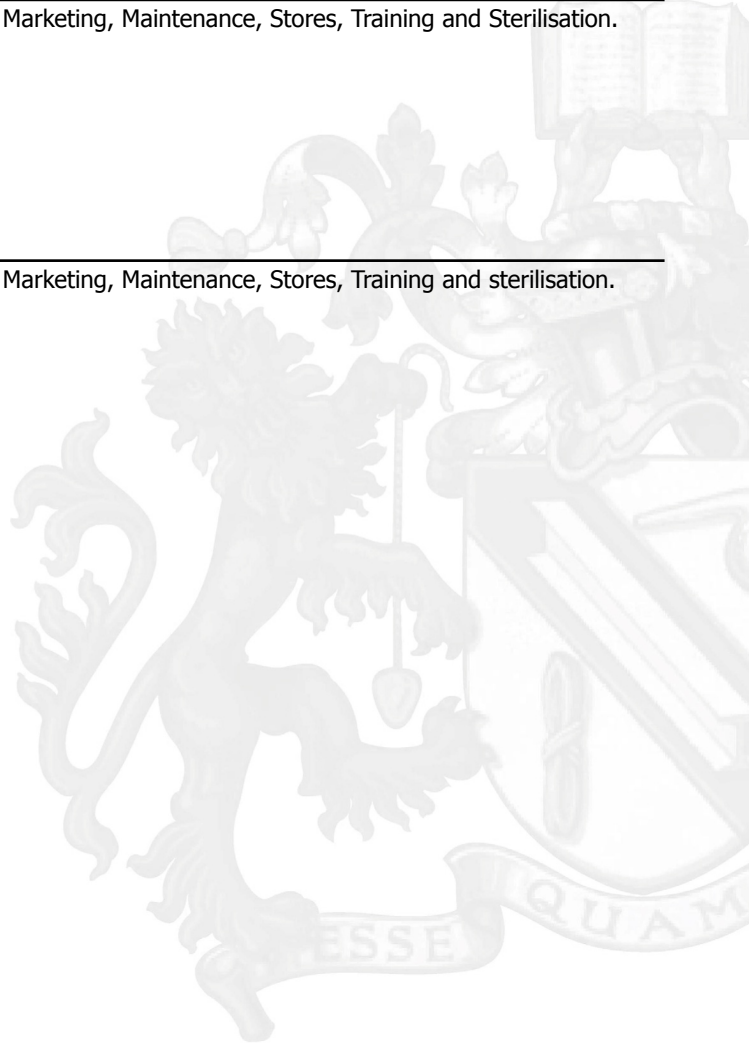 Marketing, Maintenance, Stores, Training and Sterilisation.
Marketing, Maintenance, Stores, Training and sterilisation.
ESSE QUAM